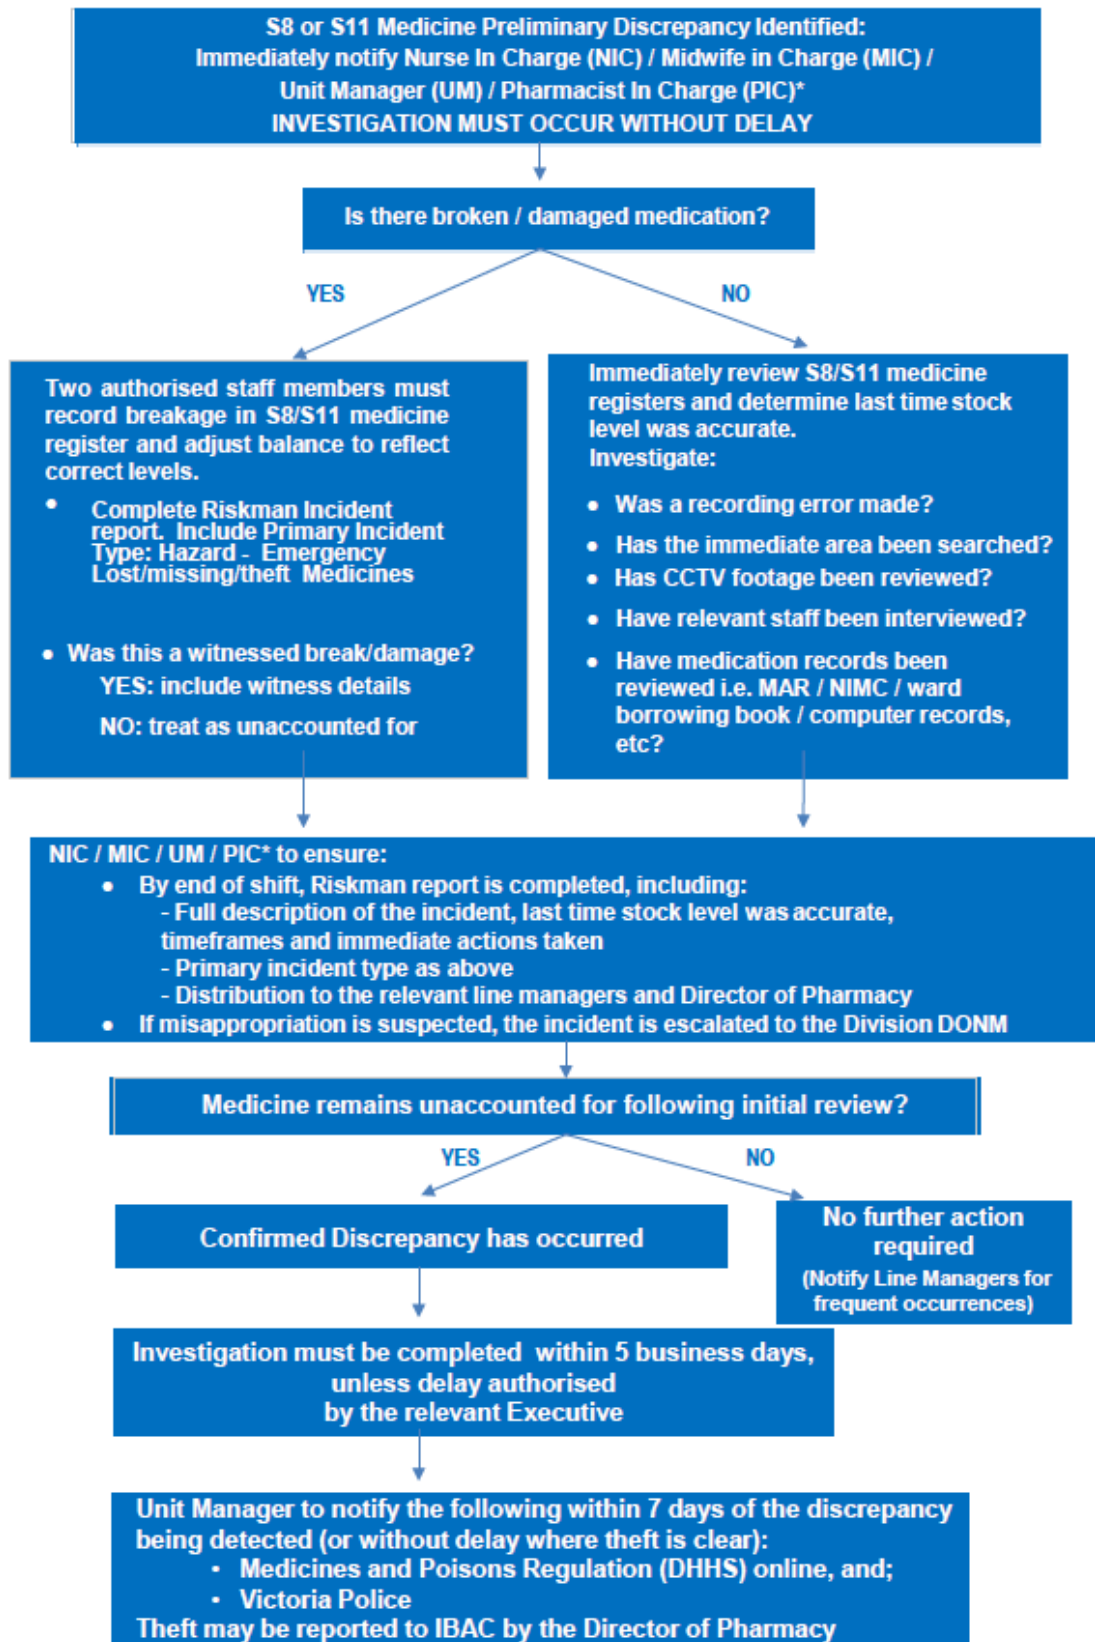 S8 or S11 Medicine Preliminary Discrepancy Identified:
Immediately notify Nurse In Charge (NIC) / Midwife in Charge (MIC) /
Unit Manager (UM) / Pharmacist In Charge (PIC)*
INVESTIGATION MUST OCCUR WITHOUT DELAY
Is there broken / damaged medication?
YES
NO
Two authorised staff members must
record breakage in S8/S11 medicine
register and adjust balance to reflect
correct levels.
• Complete Riskman Incident
report. Include Primary Incident
Type: Hazard - Emergency
Lost/missing/theft Medicines
• Was this a witnessed break/damage?
YES: include witness details
NO: treat as unaccounted for
Immediately review S8/S11 medicine
registers and determine last time stock
level was accurate.
Investigate:
• Was a recording error made?
• Has the immediate area been searched?
• Has CCTV footage been reviewed?
• Have relevant staff been interviewed?
• Have medication records been
reviewed i.e. MAR / NIMC / ward
borrowing book / computer records,
etc?
NIC / MIC / UM / PIC* to ensure:
• By end of shift, Riskman report is completed, including:
- Full description of the incident, last time stock level was accurate,
timeframes and immediate actions taken
- Primary incident type as above
- Distribution to the relevant line managers and Director of Pharmacy
• If misappropriation is suspected, the incident is escalated to the Division DONM
Medicine remains unaccounted for following initial review?
YES
NO
Confirmed Discrepancy has occurred
No further action
required
(Notify Line Managers for
frequent occurrences)
Investigation must be completed within 5 business days,
unless delay authorised
by the relevant Executive
Unit Manager to notify the following within 7 days of the discrepancy
being detected (or without delay where theft is clear):
• Medicines and Poisons Regulation (DHHS) online, and;
• Victoria Police
Theft may be reported to IBAC by the Director of Pharmacy